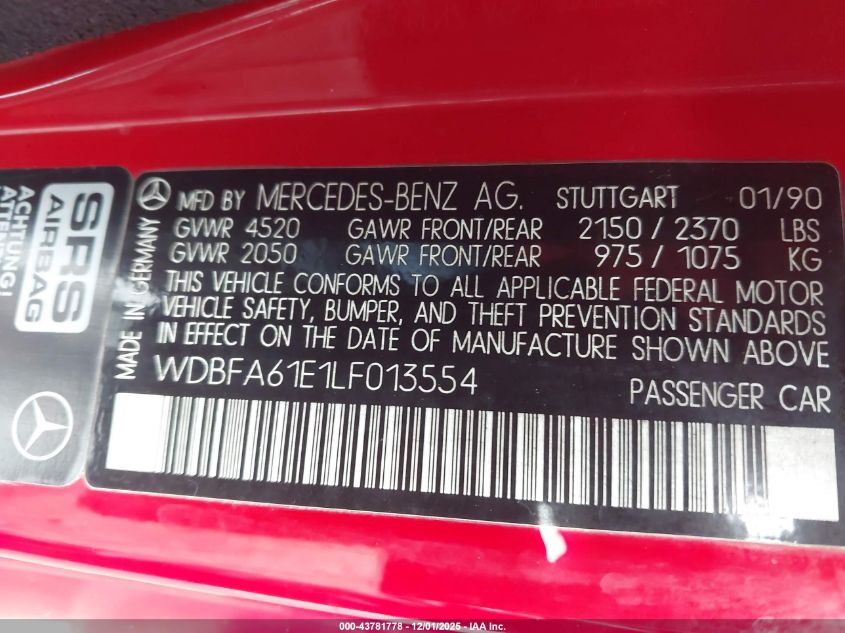 ACHTUNG!
SRS
AIRBAG
MADE IN GERMANY
MFD BY MERCEDES-BENZ AG. STUTTGART 01/90
GVWR 4520 GAWR FRONT/REAR 2150 / 2370 LBS
GVWR 2050 GAWR FRONT/REAR 975 / 1075 KG
THIS VEHICLE CONFORMS TO ALL APPLICABLE FEDERAL MOTOR
VEHICLE SAFETY, BUMPER, AND THEFT PREVENTION STANDARDS
IN EFFECT ON THE DATE OF MANUFACTURE SHOWN ABOVE
WDBFA61E1LF013554 PASSENGER CAR
000-43781778 • 12/01/2025 • IAA Inc.